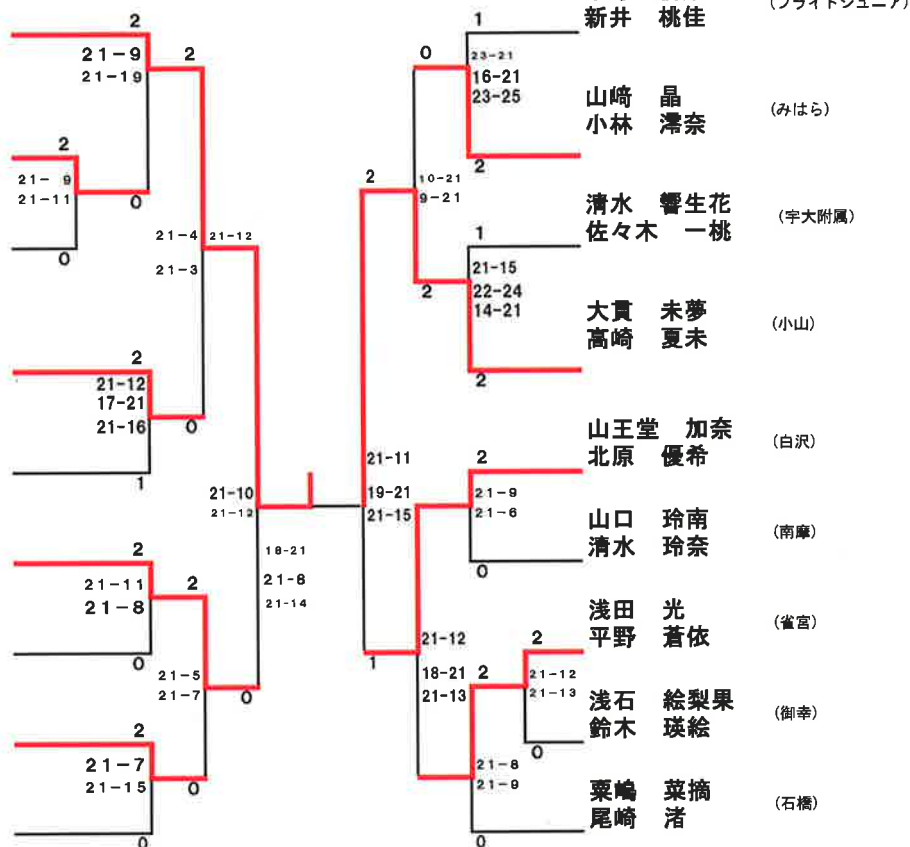 2
21-9
21-19
2
2
21- 9
21-11
0
0
21-4
21-3
21-12
2
21-12
17-21
21-16
0
1
21-10
21-12
18-21
21-8
21-14
2
21-11
21-8
0
2
21-5
21-7
0
2
21-7
21-15
0
0
新井 桃佳
1
0
23-21
16-21
23-25
2
山﨑 晶
小林 澪奈
(みはら)
2
10-21
9-21
清水 響生花
佐々木 一桃
(宇大附属)
1
21-15
22-24
14-21
2
2
大貫 未夢
高崎 夏未
(小山)
21-11
19-21
21-15
山王堂 加奈
北原 優希
(白沢)
2
21-9
21-6
0
山口 玲南
清水 玲奈
(南摩)
1
21-12
18-21
21-13
浅田 光
平野 蒼依
(雀宮)
2
2
21-12
21-13
0
浅石 絵梨果
鈴木 瑛絵
(御幸)
21-8
21-9
0
粟嶋 菜摘
尾崎 渚
(石橋)